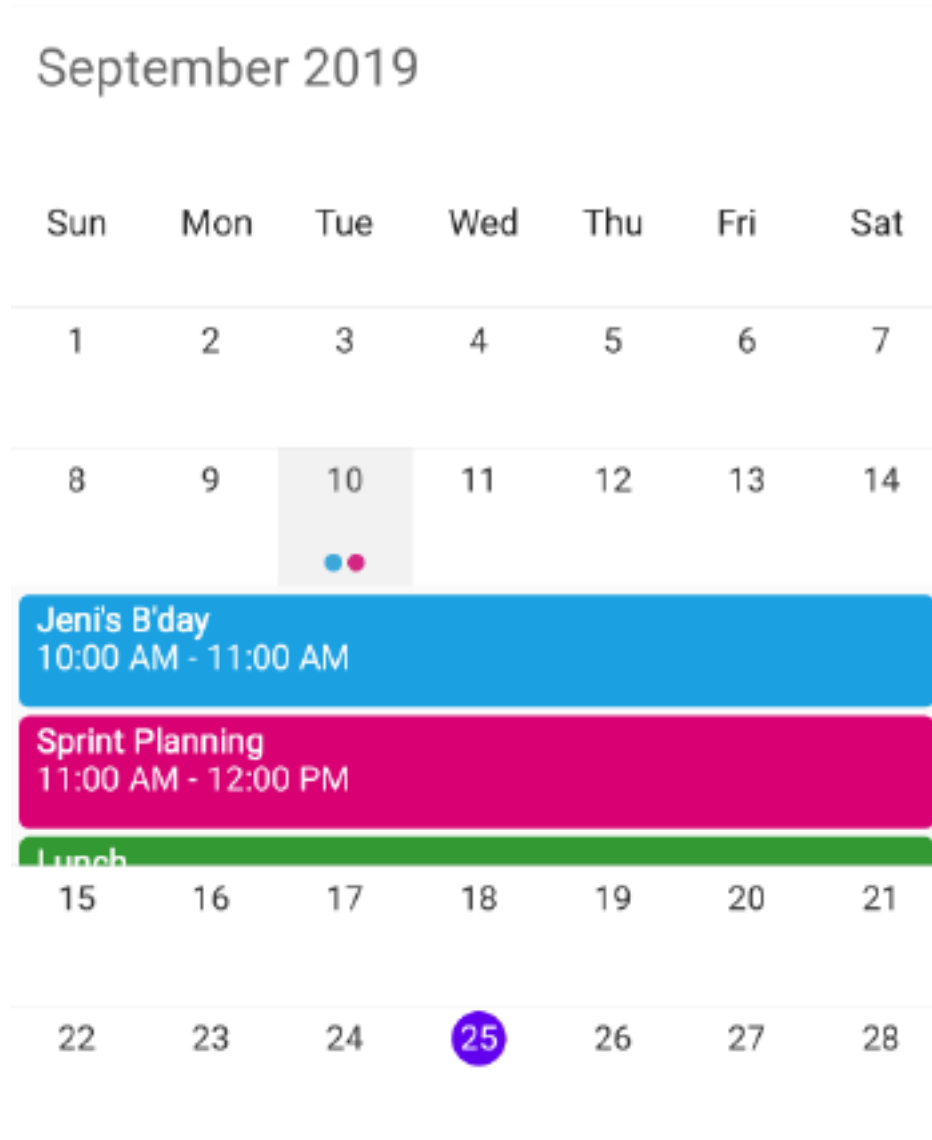 September 2019
Sun Mon Tue Wed Thu Fri Sat
1 2 3 4 5 6 7
8 9 10 11 12 13 14
Jeni's B'day
10:00 AM - 11:00 AM
Sprint Planning
11:00 AM - 12:00 PM
Lunch
15 16 17 18 19 20 21
22 23 24 25 26 27 28